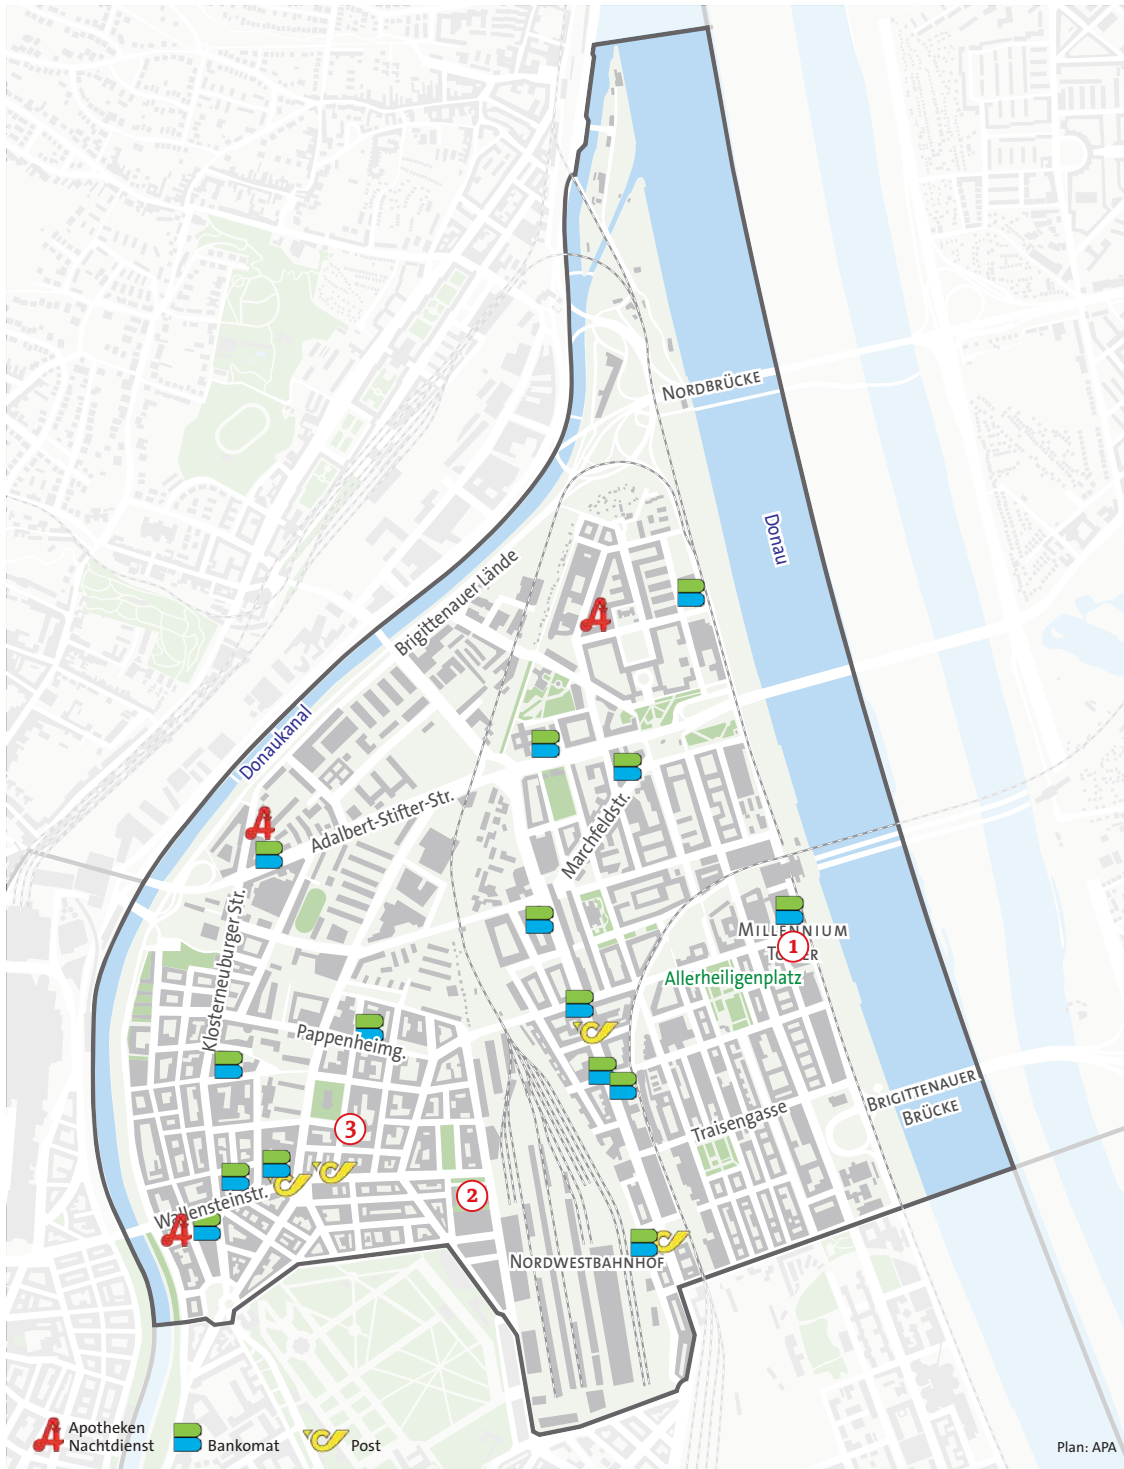 NORDBRÜCKE
Donau
Brigittenauer Lände
Donaukanal
Adalbert-Stifter-Str.
Marchfeldstr.
Klosterneuburger Str.
MILLENNIUM
1
Allerheiligenplatz
Pappenheimg.
BRIGITTENAUER
BRÜCKE
Traisengasse
3
2
Wallensteinstr.
NORDWESTBAHNHOF
Apotheken
Nachtdienst
Bankomat
Post
Plan: APA